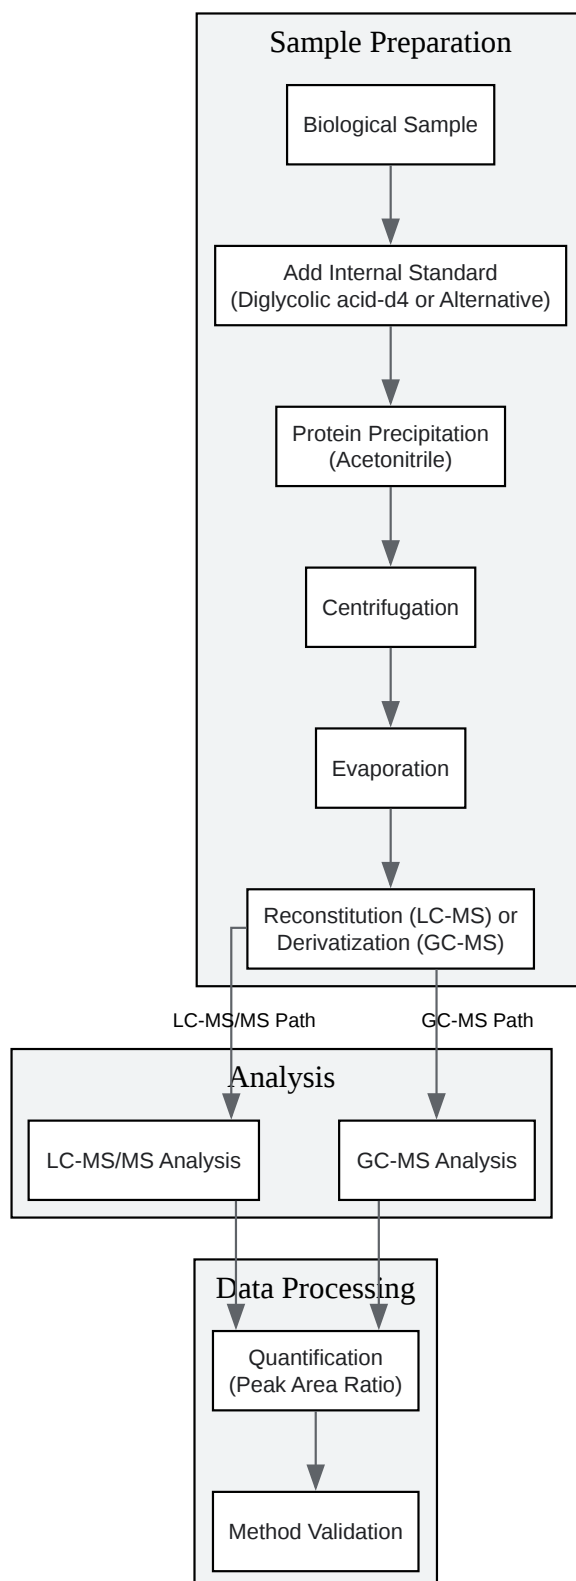 Sample Preparation
Biological Sample
Add Internal Standard
(Diglycolic acid-d4 or Alternative)
Protein Precipitation
(Acetonitrile)
Centrifugation
Evaporation
Reconstitution (LC-MS) or
Derivatization (GC-MS)
LC-MS/MS Path
GC-MS Path
Analysis
LC-MS/MS Analysis
GC-MS Analysis
Data Processing
Quantification
(Peak Area Ratio)
Method Validation